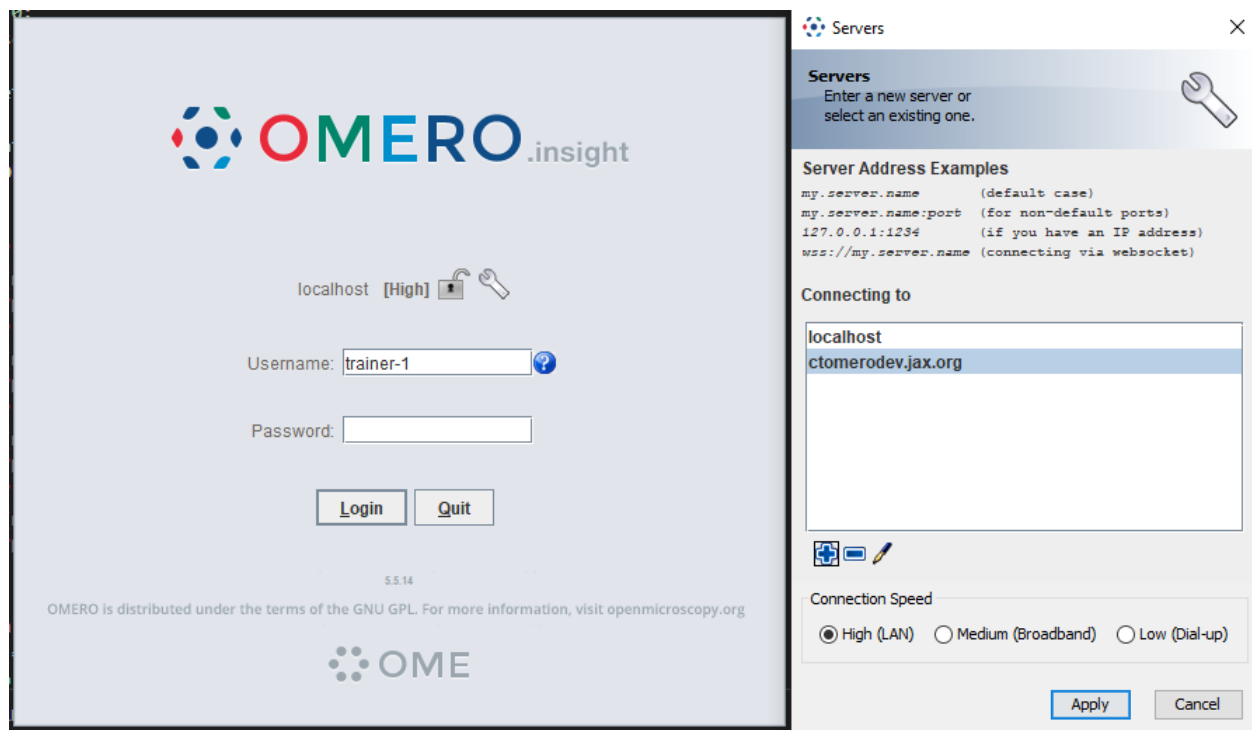 OMERO.insight
localhost [High]
Username: trainer-1
Password:
Login Quit
5.5.14
OMERO is distributed under the terms of the GNU GPL. For more information, visit openmicroscopy.org
OME
Servers
Servers
Enter a new server or
select an existing one.
Server Address Examples
my.server.name (default case)
my.server.name:port (for non-default ports)
127.0.0.1:1234 (if you have an IP address)
wss://my.server.name (connecting via websocket)
Connecting to
localhost
ctomerodev.jax.org
Connection Speed
High (LAN) Medium (Broadband) Low (Dial-up)
Apply Cancel